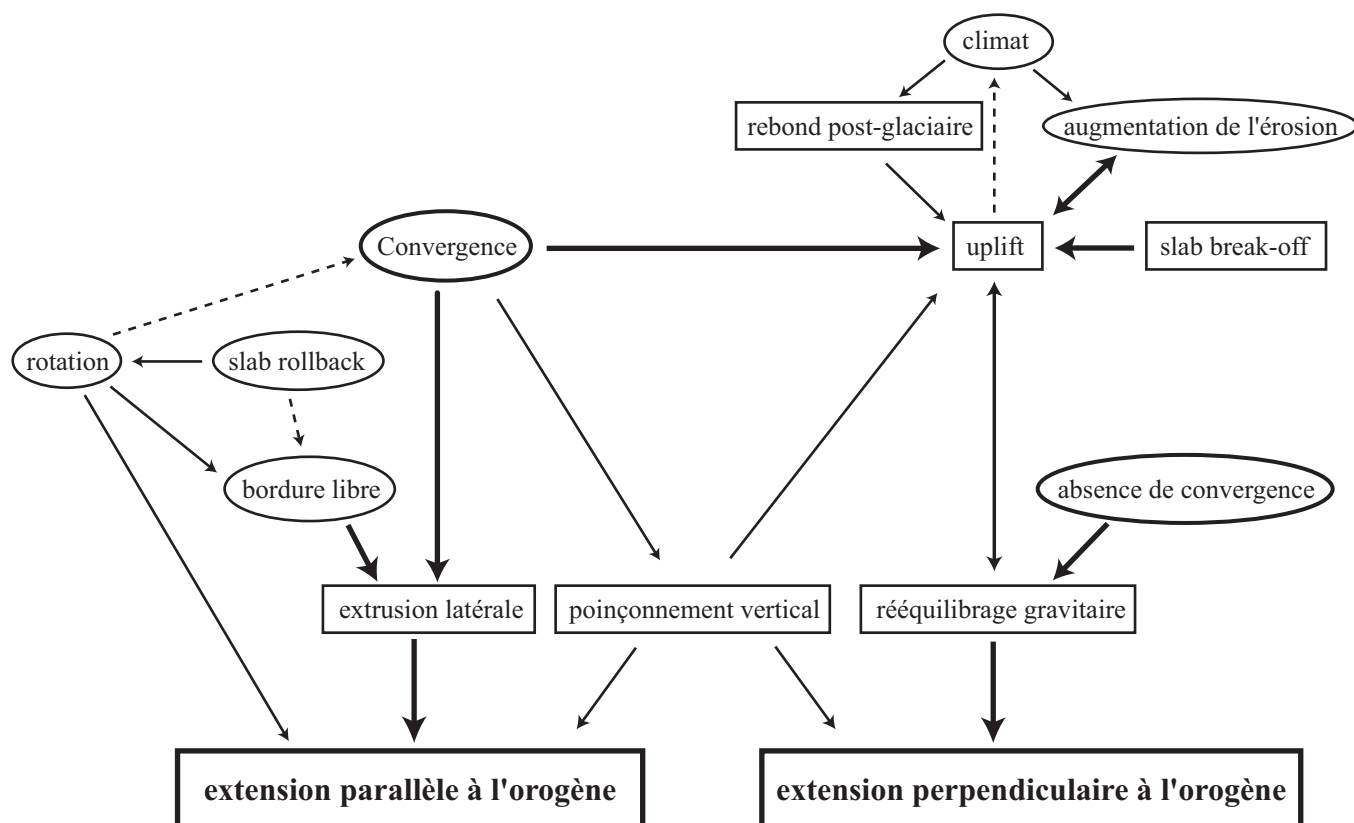 climat
rebond post-glaciaire
augmentation de l'érosion
Convergence
uplift
slab break-off
rotation
slab rollback
bordure libre
absence de convergence
extrusion latérale
poinçonnement vertical
rééquilibrage gravitaire
extension parallèle à l'orogène
extension perpendiculaire à l'orogène